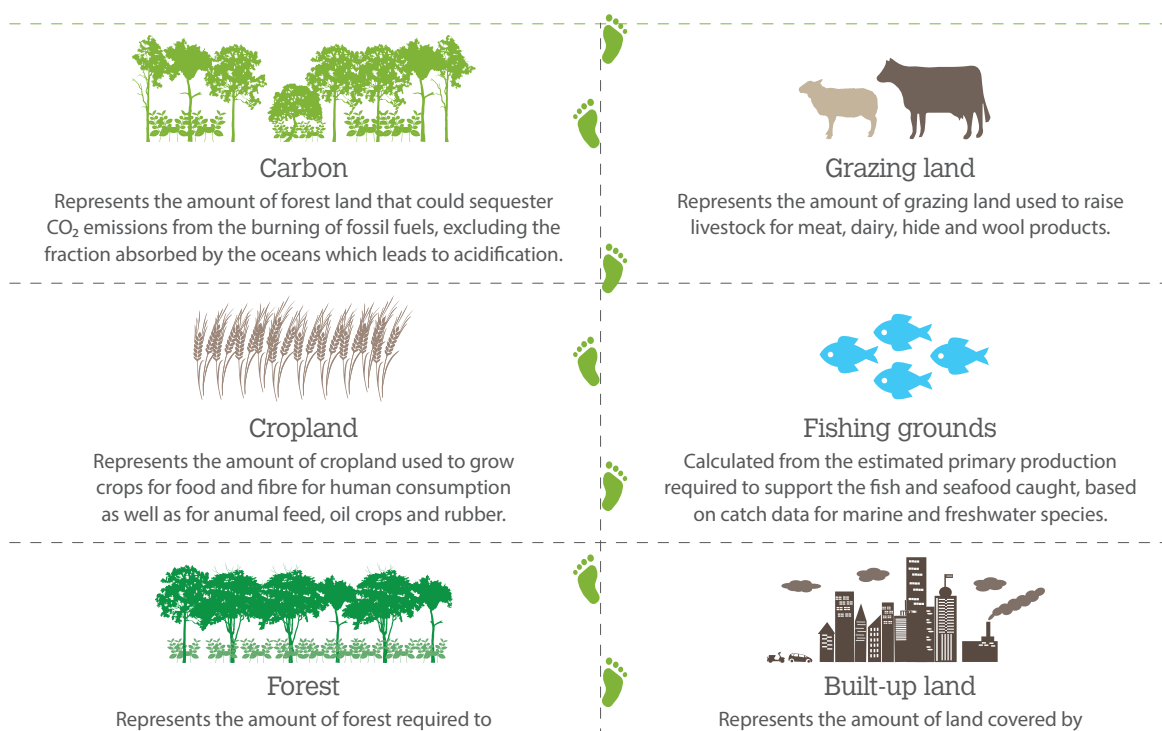 Carbon
Represents the amount of forest land that could sequester
CO₂ emissions from the burning of fossil fuels, excluding the
fraction absorbed by the oceans which leads to acidification.
Grazing land
Represents the amount of grazing land used to raise
livestock for meat, dairy, hide and wool products.
Cropland
Represents the amount of cropland used to grow
crops for food and fibre for human consumption
as well as for anumal feed, oil crops and rubber.
Fishing grounds
Calculated from the estimated primary production
required to support the fish and seafood caught, based
on catch data for marine and freshwater species.
Forest
Represents the amount of forest required to
Built-up land
Represents the amount of land covered by